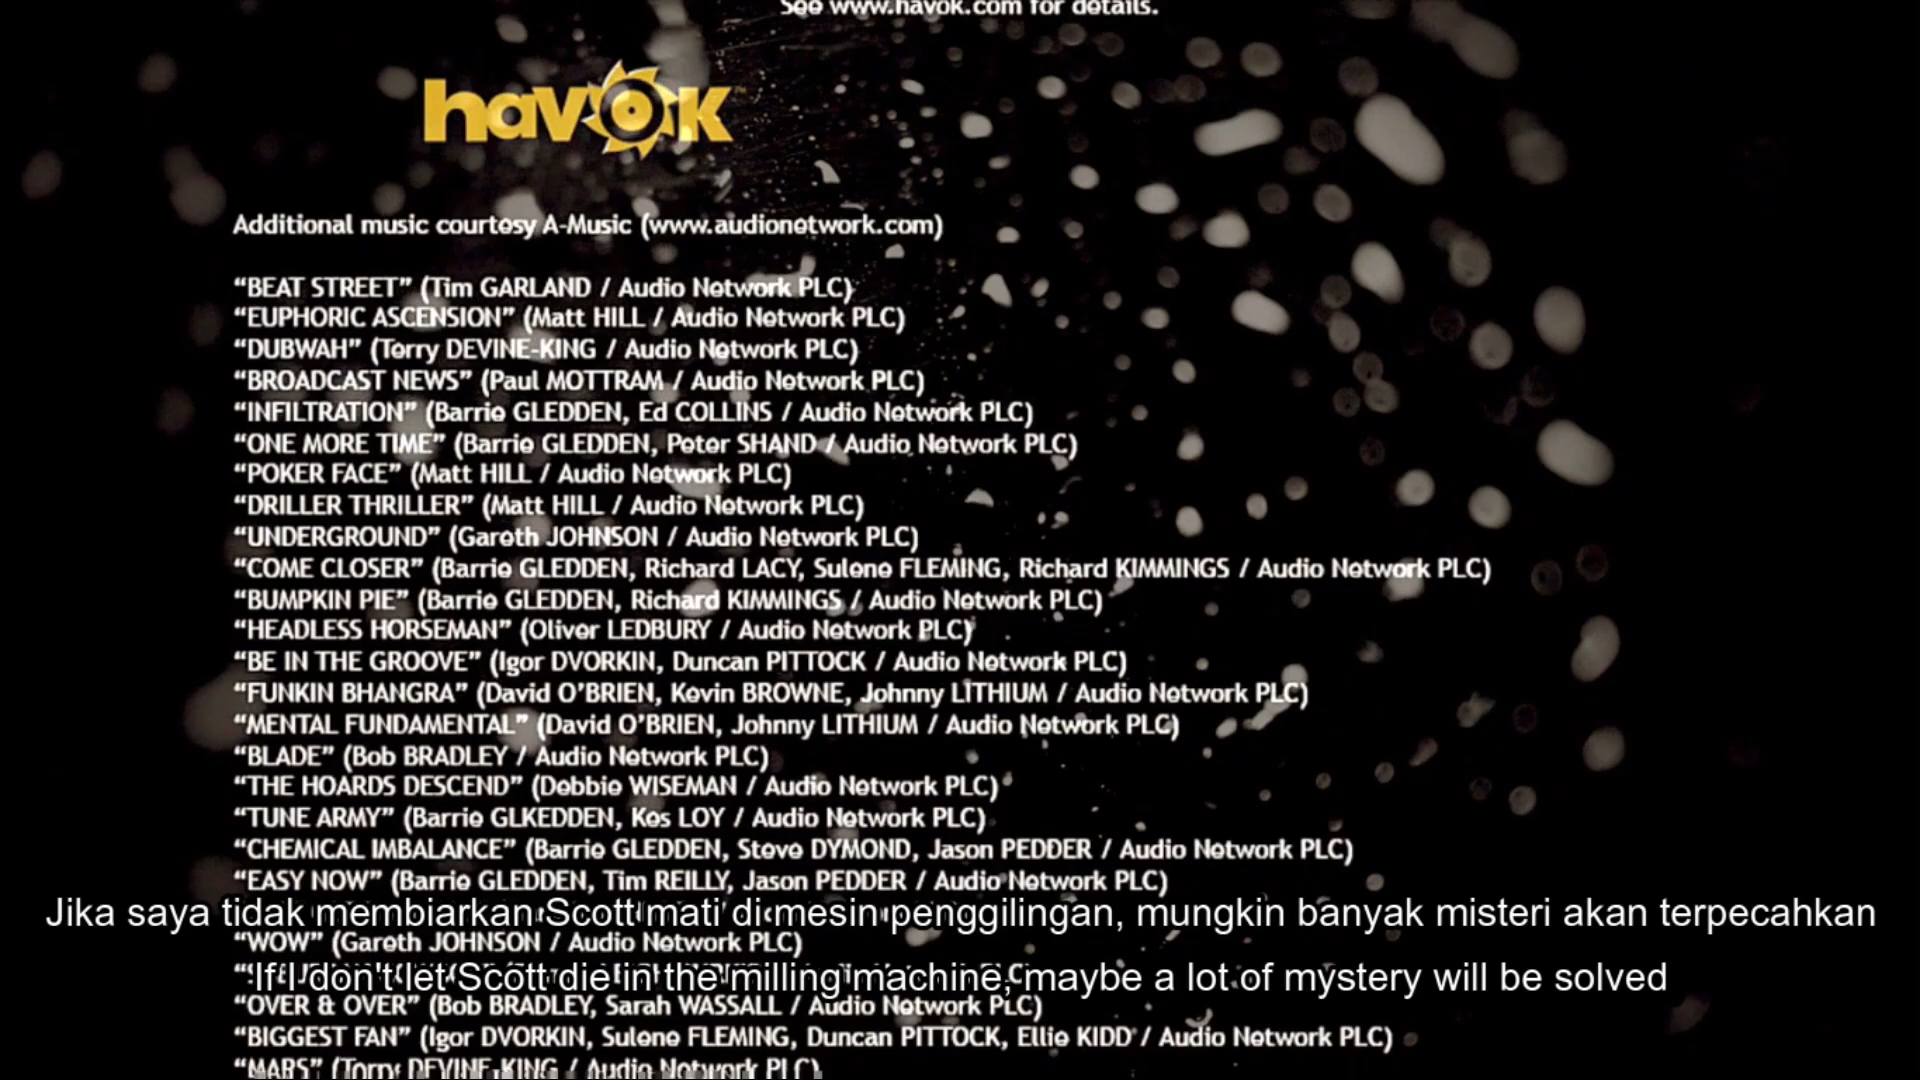 See www.havok.com for details.
havok
Additional music courtesy A-Music (www.audionetwork.com)
“BEAT STREET” (Tim GARLAND / Audio Network PLC)
“EUPHORIC ASCENSION” (Matt HILL / Audio Network PLC)
“DUBWAH” (Terry DEVINE-KING / Audio Network PLC)
“BROADCAST NEWS” (Paul MOTTRAM / Audio Network PLC)
“INFILTRATION” (Barrie GLEDDEN, Ed COLLINS / Audio Network PLC)
“ONE MORE TIME” (Barrie GLEDDEN, Peter SHAND / Audio Network PLC)
“POKER FACE” (Matt HILL / Audio Network PLC)
“DRILLER THRILLER” (Matt HILL / Audio Network PLC)
“UNDERGROUND” (Gareth JOHNSON / Audio Network PLC)
“COME CLOSER” (Barrie GLEDDEN, Richard LACY, Sulene FLEMING, Richard KIMMINGS / Audio Network PLC)
“BUMPKIN PIE” (Barrie GLEDDEN, Richard KIMMINGS / Audio Network PLC)
“HEADLESS HORSEMAN” (Oliver LEDBURY / Audio Network PLC)
“BE IN THE GROOVE” (Igor DVORKIN, Duncan PITTOCK / Audio Network PLC)
“FUNKIN BHANGRA” (David O’BRIEN, Kevin BROWNE, Johnny LITHIUM / Audio Network PLC)
“MENTAL FUNDAMENTAL” (David O’BRIEN, Johnny LITHIUM / Audio Network PLC)
“BLADE” (Bob BRADLEY / Audio Network PLC)
“THE HOARDS DESCEND” (Debbie WISEMAN / Audio Network PLC)
“TUNE ARMY” (Barrie GLKEDDEN, Kes LOY / Audio Network PLC)
“CHEMICAL IMBALANCE” (Barrie GLEDDEN, Steve DYMOND, Jason PEDDER / Audio Network PLC)
“EASY NOW” (Barrie GLEDDEN, Tim REILLY, Jason PEDDER / Audio Network PLC)
Jika saya tidak membiarkan Scott mati di mesin penggilingan, mungkin banyak misteri akan terpecahkan
“WOW” (Gareth JOHNSON / Audio Network PLC)
If I don't let Scott die in the milling machine, maybe a lot of mystery will be solved
“OVER & OVER” (Bob BRADLEY, Sarah WASSALL / Audio Network PLC)
“BIGGEST FAN” (Igor DVORKIN, Sulene FLEMING, Duncan PITTOCK, Ellie KIDD / Audio Network PLC)
“MARS” (Terry DEVINE-KING / Audio Network PLC)